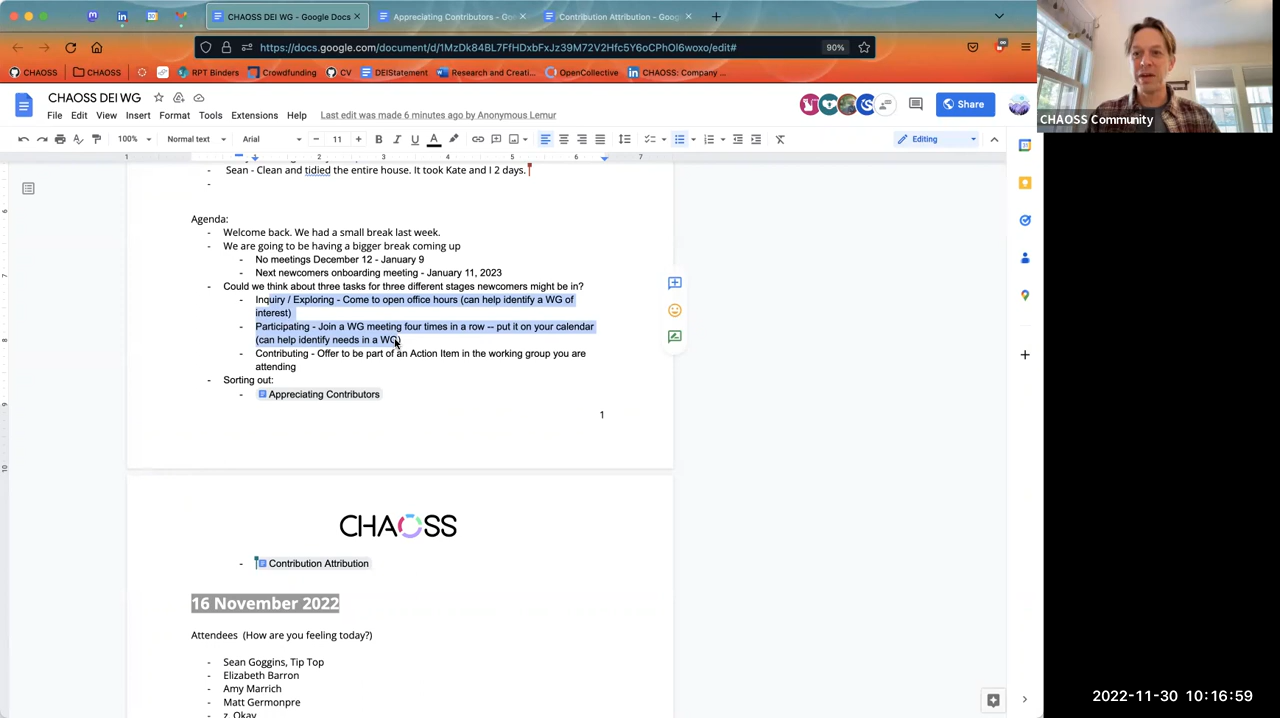 CHAOSS DEI WG - Google Docs
Appreciating Contributors - Go
Contribution Attribution - Goog
https://docs.google.com/document/d/1MzDk84BL7FfHDxbFxJz39M72V2Hfc5Y6oCPhOl6woxo/edit#
90%
CHAOSS
CHAOSS
RPT Binders
Crowdfunding
CV
DEIStatement
Research and Creati...
OpenCollective
CHAOSS: Company ...
CHAOSS DEI WG
File Edit View Insert Format Tools Extensions Help
Last edit was made 6 minutes ago by Anonymous Lemur
Share
CHAOSS Community
100%
Normal text
Arial
11
Editing
1 2 3 4 5 6 7
- Sean - Clean and tidied the entire house. It took Kate and I 2 days.
-
Agenda:
- Welcome back. We had a small break last week.
- We are going to be having a bigger break coming up
- No meetings December 12 - January 9
- Next newcomers onboarding meeting - January 11, 2023
- Could we think about three tasks for three different stages newcomers might be in?
- Inquiry / Exploring - Come to open office hours (can help identify a WG of
interest)
- Participating - Join a WG meeting four times in a row -- put it on your calendar
(can help identify needs in a WG)
- Contributing - Offer to be part of an Action Item in the working group you are
attending
- Sorting out:
- Appreciating Contributors
1
CHAOSS
- Contribution Attribution
16 November 2022
Attendees (How are you feeling today?)
- Sean Goggins, Tip Top
- Elizabeth Barron
- Amy Marrich
- Matt Germonpre
- z. Okay
2022-11-30 10:16:59